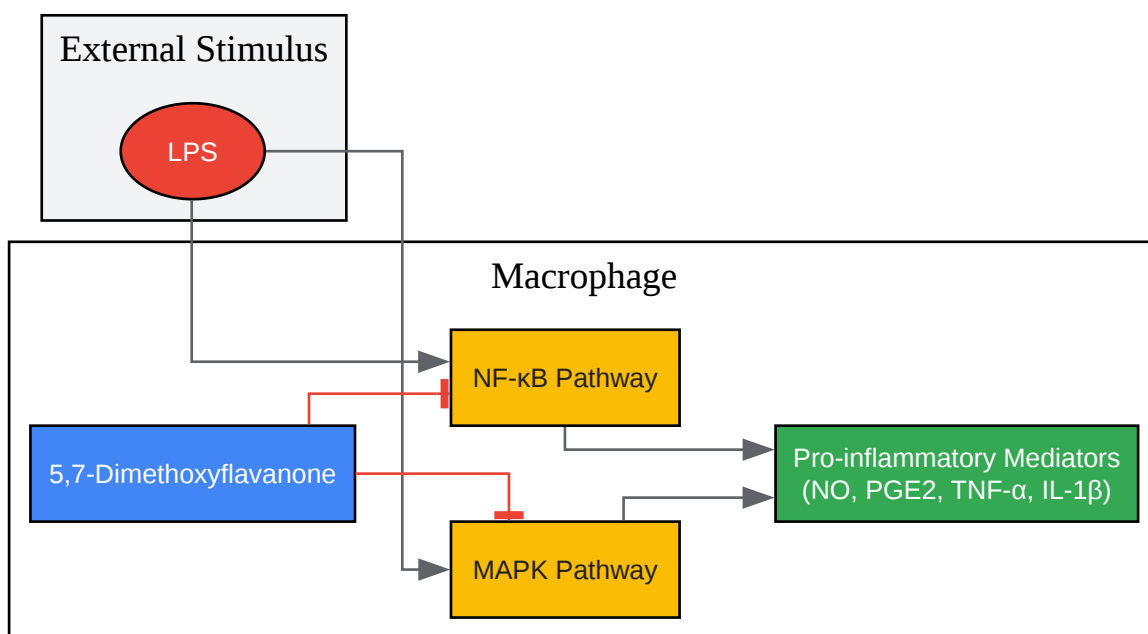 External Stimulus
LPS
Macrophage
NF-κB Pathway
5,7-Dimethoxyflavanone
Pro-inflammatory Mediators
(NO, PGE2, TNF-α, IL-1β)
MAPK Pathway